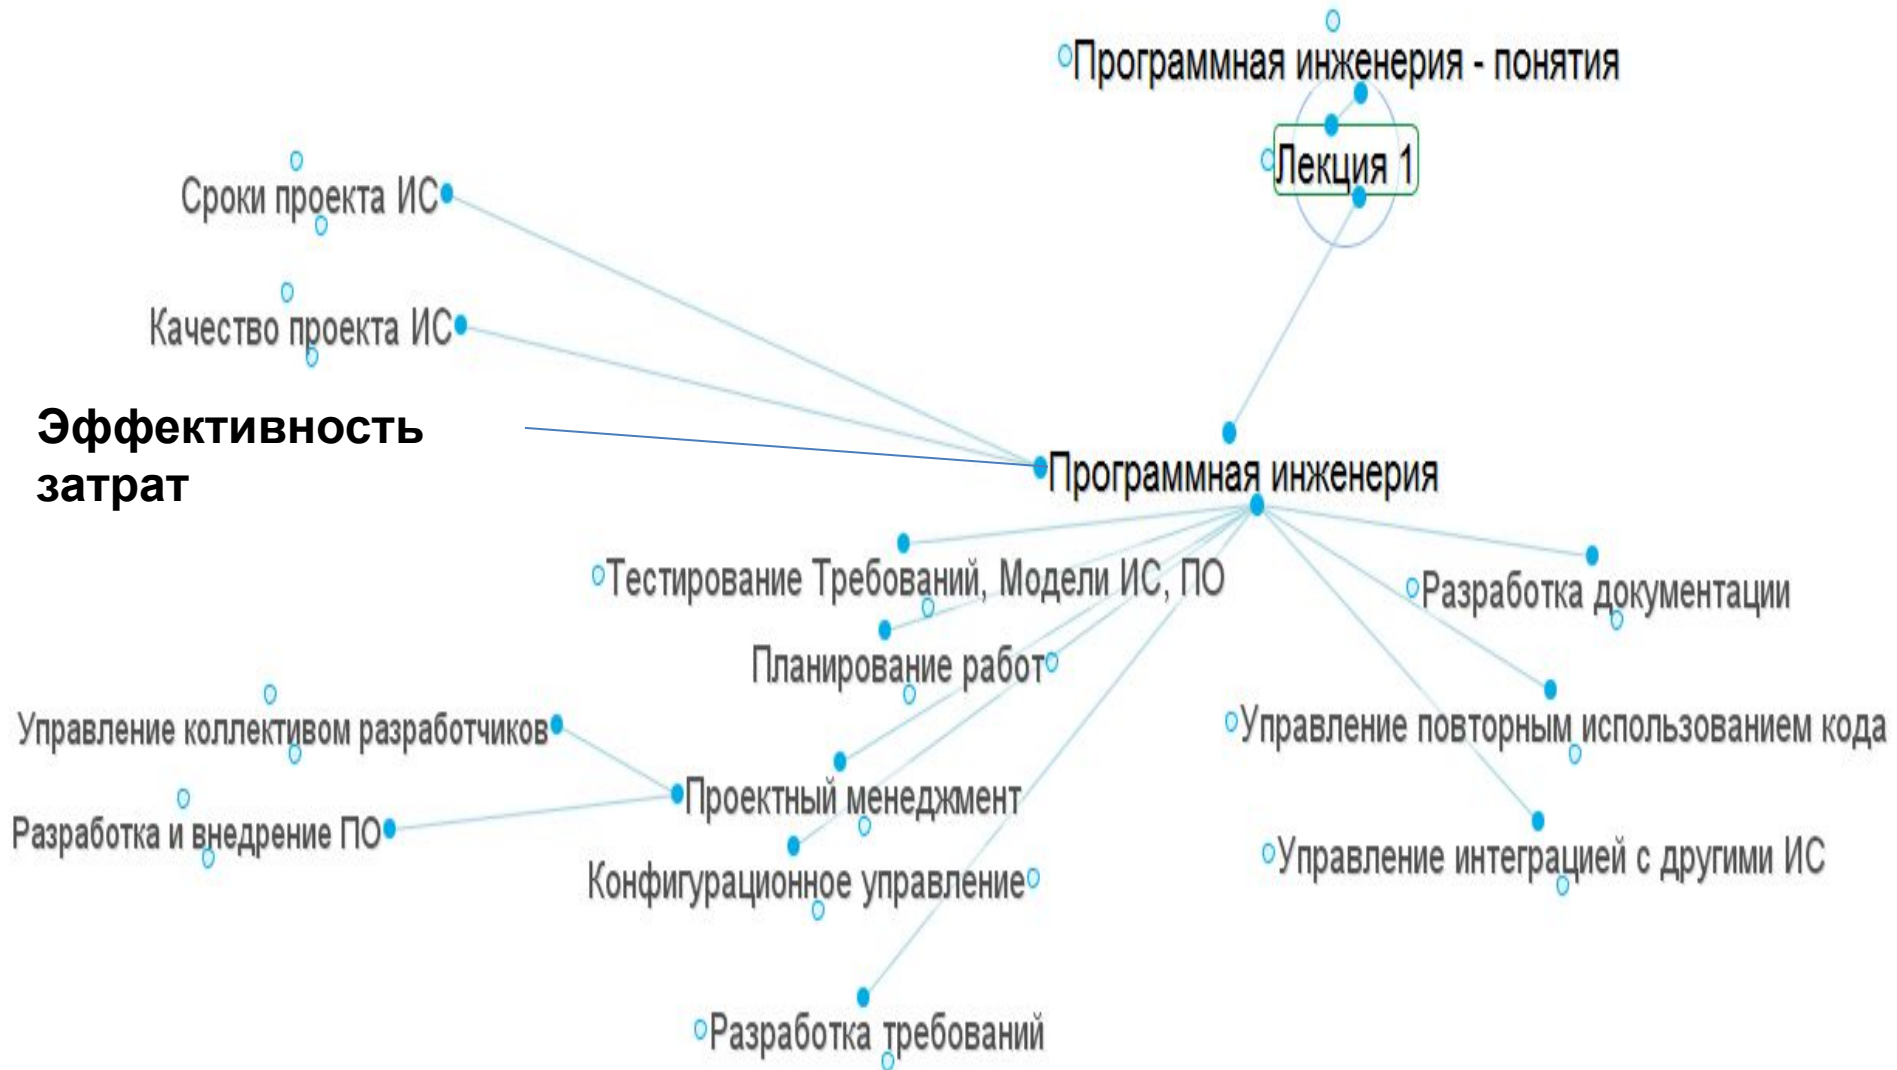 Программная инженерия - понятия
Лекция 1
Сроки проекта ИС
Качество проекта ИС
Эффективность
затрат
Программная инженерия
Тестирование Требований, Модели ИС, ПО
Разработка документации
Планирование работ
Управление коллективом разработчиков
Управление повторным использованием кода
Проектный менеджмент
Разработка и внедрение ПО
Управление интеграцией с другими ИС
Конфигурационное управление
Разработка требований